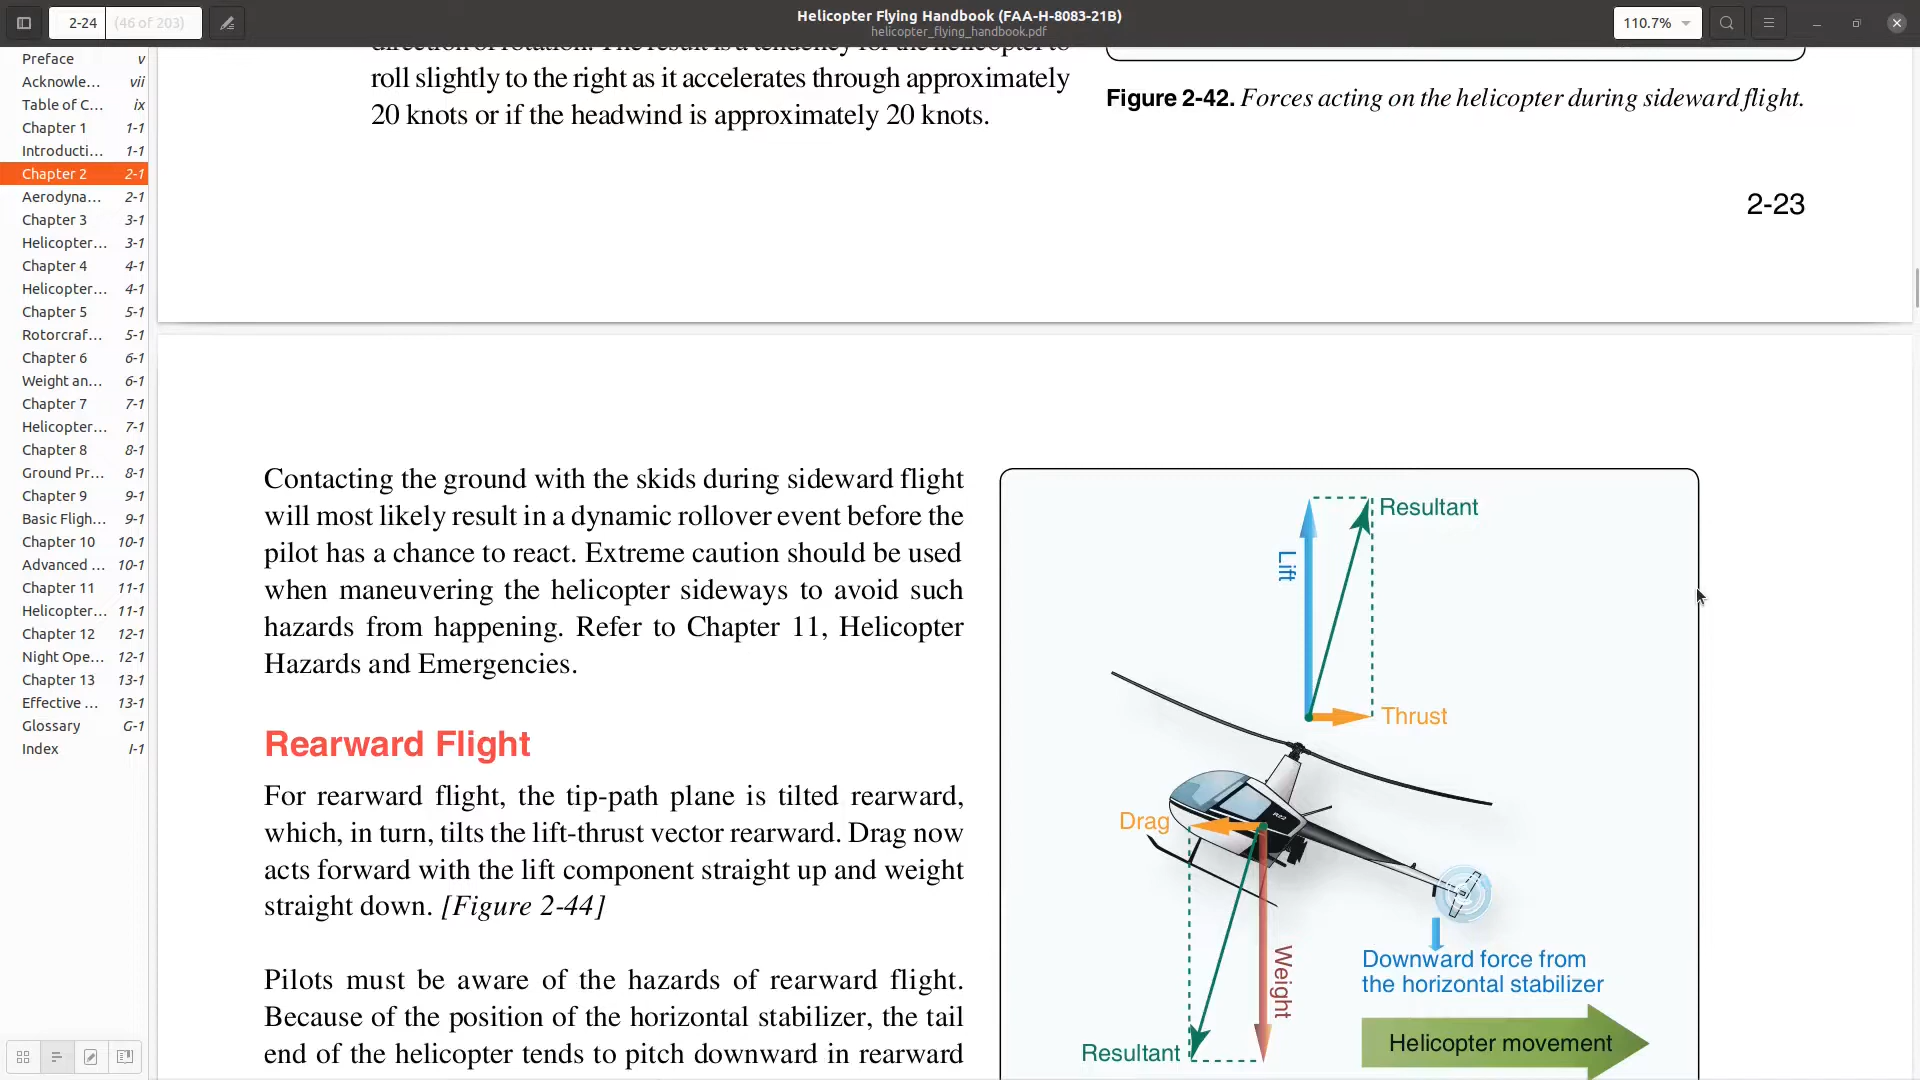 2-24
(46 of 203)
Helicopter Flying Handbook (FAA-H-8083-21B)
helicopter_flying_handbook.pdf
110.7%
Preface v
Acknowle... vii
Table of C... ix
Chapter 1 1-1
Introducti... 1-1
Chapter 2 2-1
Aerodyna... 2-1
Chapter 3 3-1
Helicopter... 3-1
Chapter 4 4-1
Helicopter... 4-1
Chapter 5 5-1
Rotorcraf... 5-1
Chapter 6 6-1
Weight an... 6-1
Chapter 7 7-1
Helicopter... 7-1
Chapter 8 8-1
Ground Pr... 8-1
Chapter 9 9-1
Basic Fligh... 9-1
Chapter 10 10-1
Advanced ... 10-1
Chapter 11 11-1
Helicopter... 11-1
Chapter 12 12-1
Night Ope... 12-1
Chapter 13 13-1
Effective ... 13-1
Glossary G-1
Index I-1
direction of rotation. The result is a tendency for the helicopter to
roll slightly to the right as it accelerates through approximately
20 knots or if the headwind is approximately 20 knots.
Figure 2-42. Forces acting on the helicopter during sideward flight.
2-23
Contacting the ground with the skids during sideward flight
will most likely result in a dynamic rollover event before the
pilot has a chance to react. Extreme caution should be used
when maneuvering the helicopter sideways to avoid such
hazards from happening. Refer to Chapter 11, Helicopter
Hazards and Emergencies.
Rearward Flight
For rearward flight, the tip-path plane is tilted rearward,
which, in turn, tilts the lift-thrust vector rearward. Drag now
acts forward with the lift component straight up and weight
straight down. [Figure 2-44]
Pilots must be aware of the hazards of rearward flight.
Because of the position of the horizontal stabilizer, the tail
end of the helicopter tends to pitch downward in rearward
Resultant
Lift
Thrust
Drag
R22
Weight
Downward force from
the horizontal stabilizer
Resultant
Helicopter movement